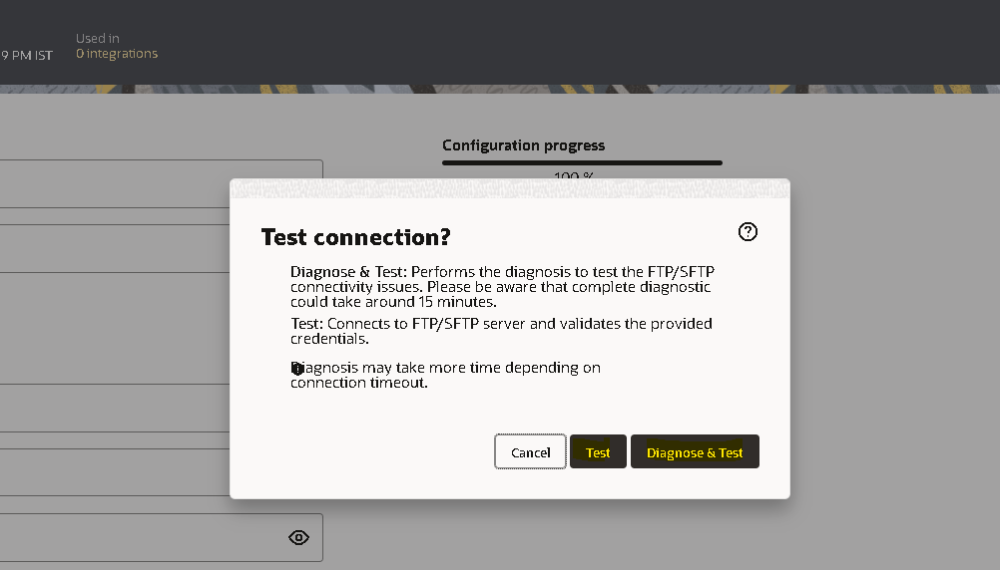 Used in
9 PM IST
0 integrations
Configuration progress
100 %
Test connection?
Diagnose & Test: Performs the diagnosis to test the FTP/SFTP
connectivity issues. Please be aware that complete diagnostic
could take around 15 minutes.
Test: Connects to FTP/SFTP server and validates the provided
credentials.
Diagnosis may take more time depending on
connection timeout.
Cancel
Test
Diagnose & Test